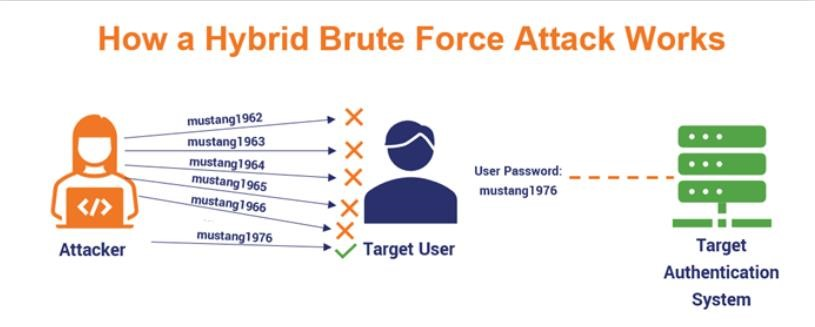 How a Hybrid Brute Force Attack Works
mustang1962
mustang1963
mustang1964
mustang1965
mustang1966
...
mustang1976
</>
Attacker
Target User
User Password:
mustang1976
Target
Authentication
System